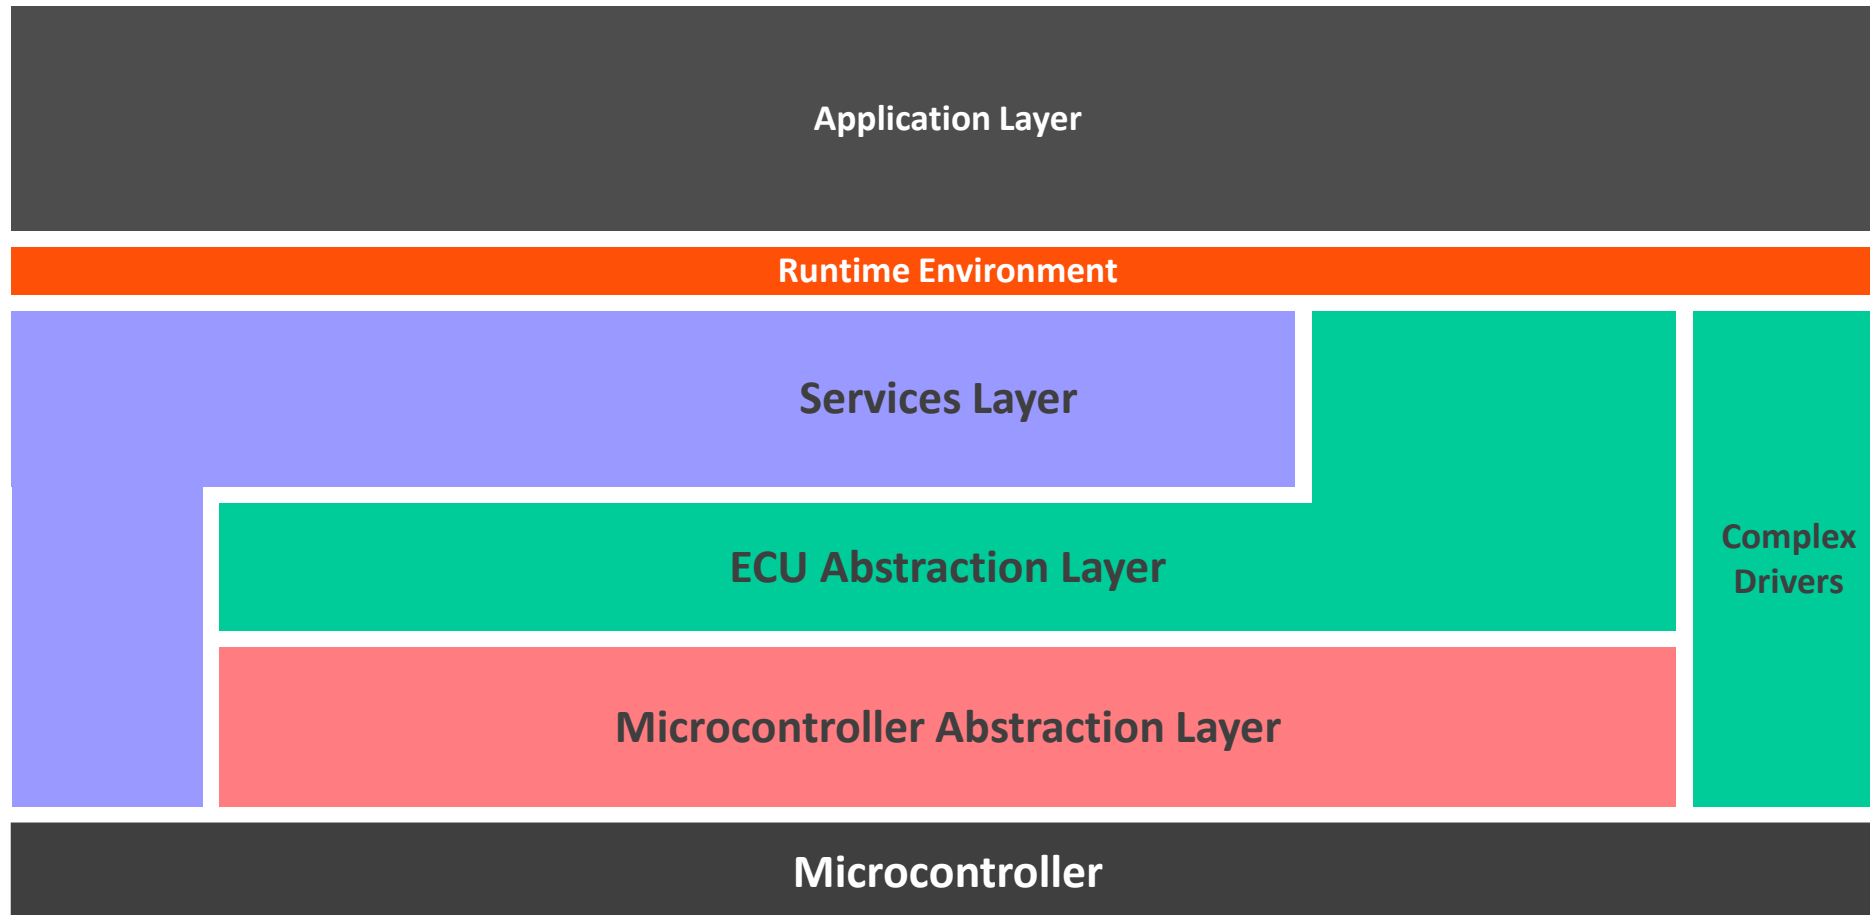 Application Layer
Runtime Environment
Services Layer
ECU Abstraction Layer
Complex
Drivers
Microcontroller Abstraction Layer
Microcontroller